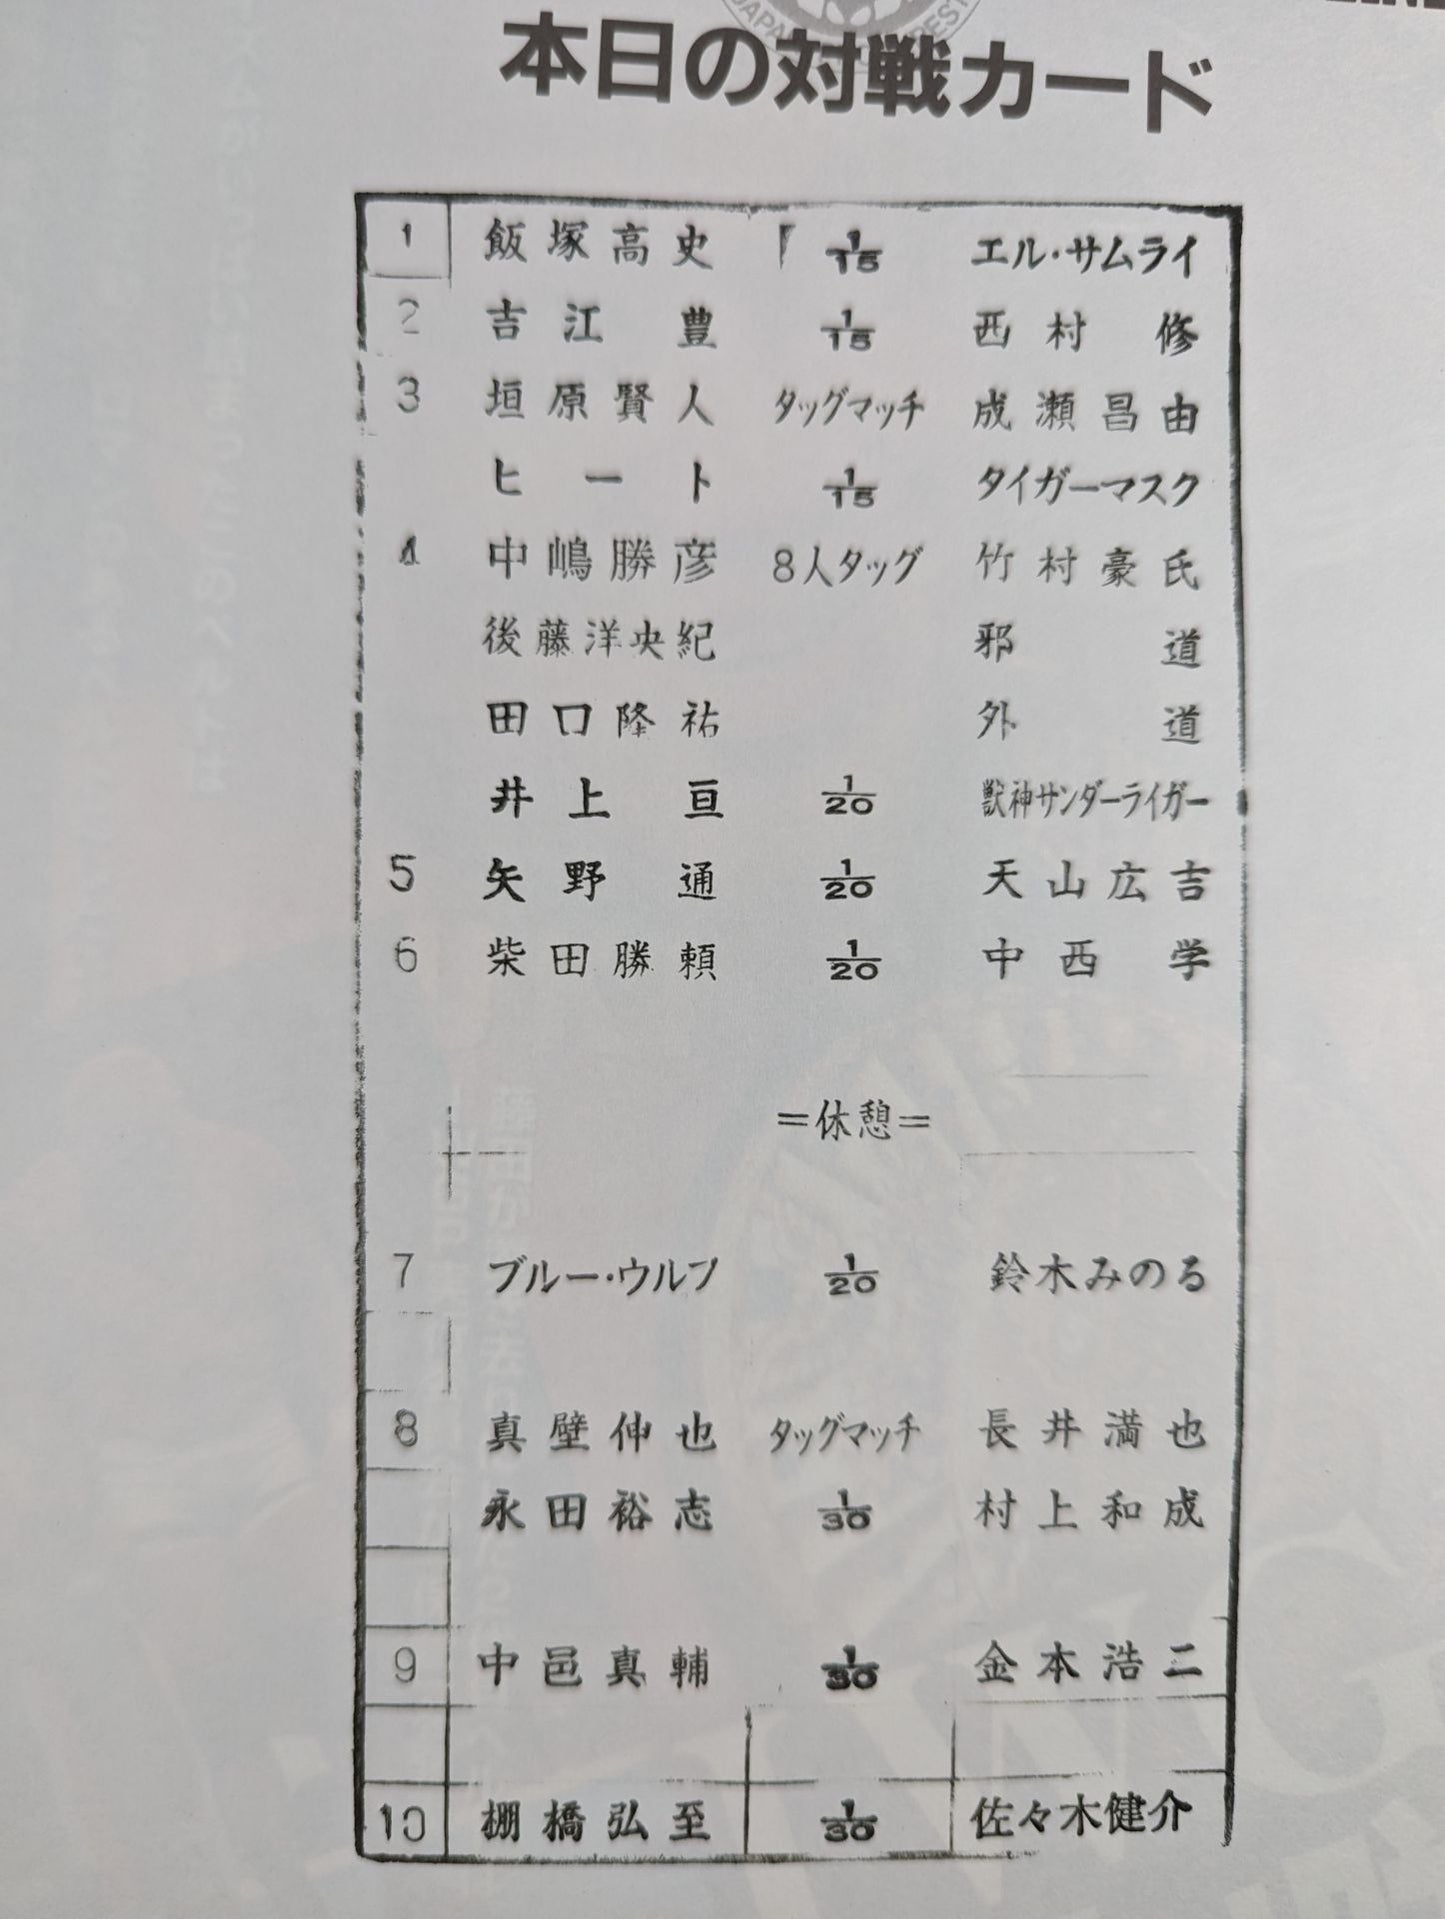 本日の対戦カード
1 飯塚高史 1/15 エル・サムライ
2 吉江 豊 1/15 西村 修
3 垣原賢人 タッグマッチ 成瀬昌由
ヒート 1/15 タイガーマスク
4 中嶋勝彦 8人タッグ 竹村豪氏
後藤洋央紀 邪道
田口隆祐 外道
井上 亘 1/20 獣神サンダーライガー
5 矢野 通 1/20 天山広吉
6 柴田勝頼 1/20 中西 学
=休憩=
7 ブルー・ウルフ 1/20 鈴木みのる
8 真壁伸也 タッグマッチ 長井満也
永田裕志 1/30 村上和成
9 中邑真輔 1/30 金本浩二
10 棚橋弘至 1/30 佐々木健介